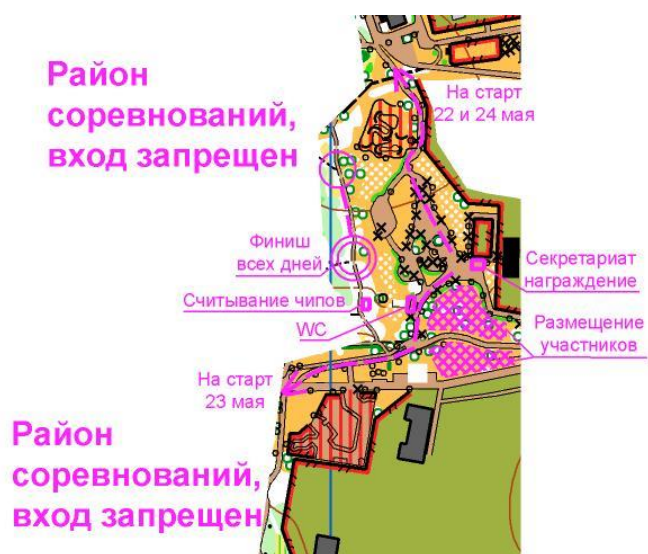 Район
соревнований,
вход запрещен
На старт
22 и 24 мая
Финиш
всех дней
Секретариат
награждение
Считывание чипов
WC
Размещение
участников
На старт
23 мая
Район
соревнований,
вход запрещен